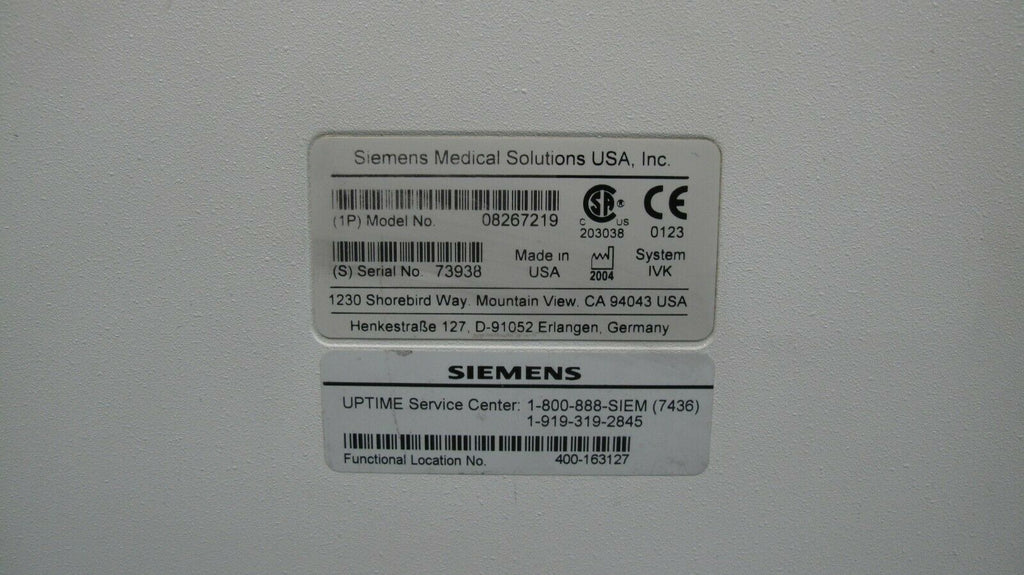 Siemens Medical Solutions USA, Inc.
(1P) Model No. 08267219
SA ® CE
C US
203038 0123
(S) Serial No. 73938
Made in USA
2004
System IVK
1230 Shorebird Way. Mountain View. CA 94043 USA
Henkestraße 127, D-91052 Erlangen, Germany
SIEMENS
UPTIME Service Center: 1-800-888-SIEM (7436)
1-919-319-2845
Functional Location No. 400-163127